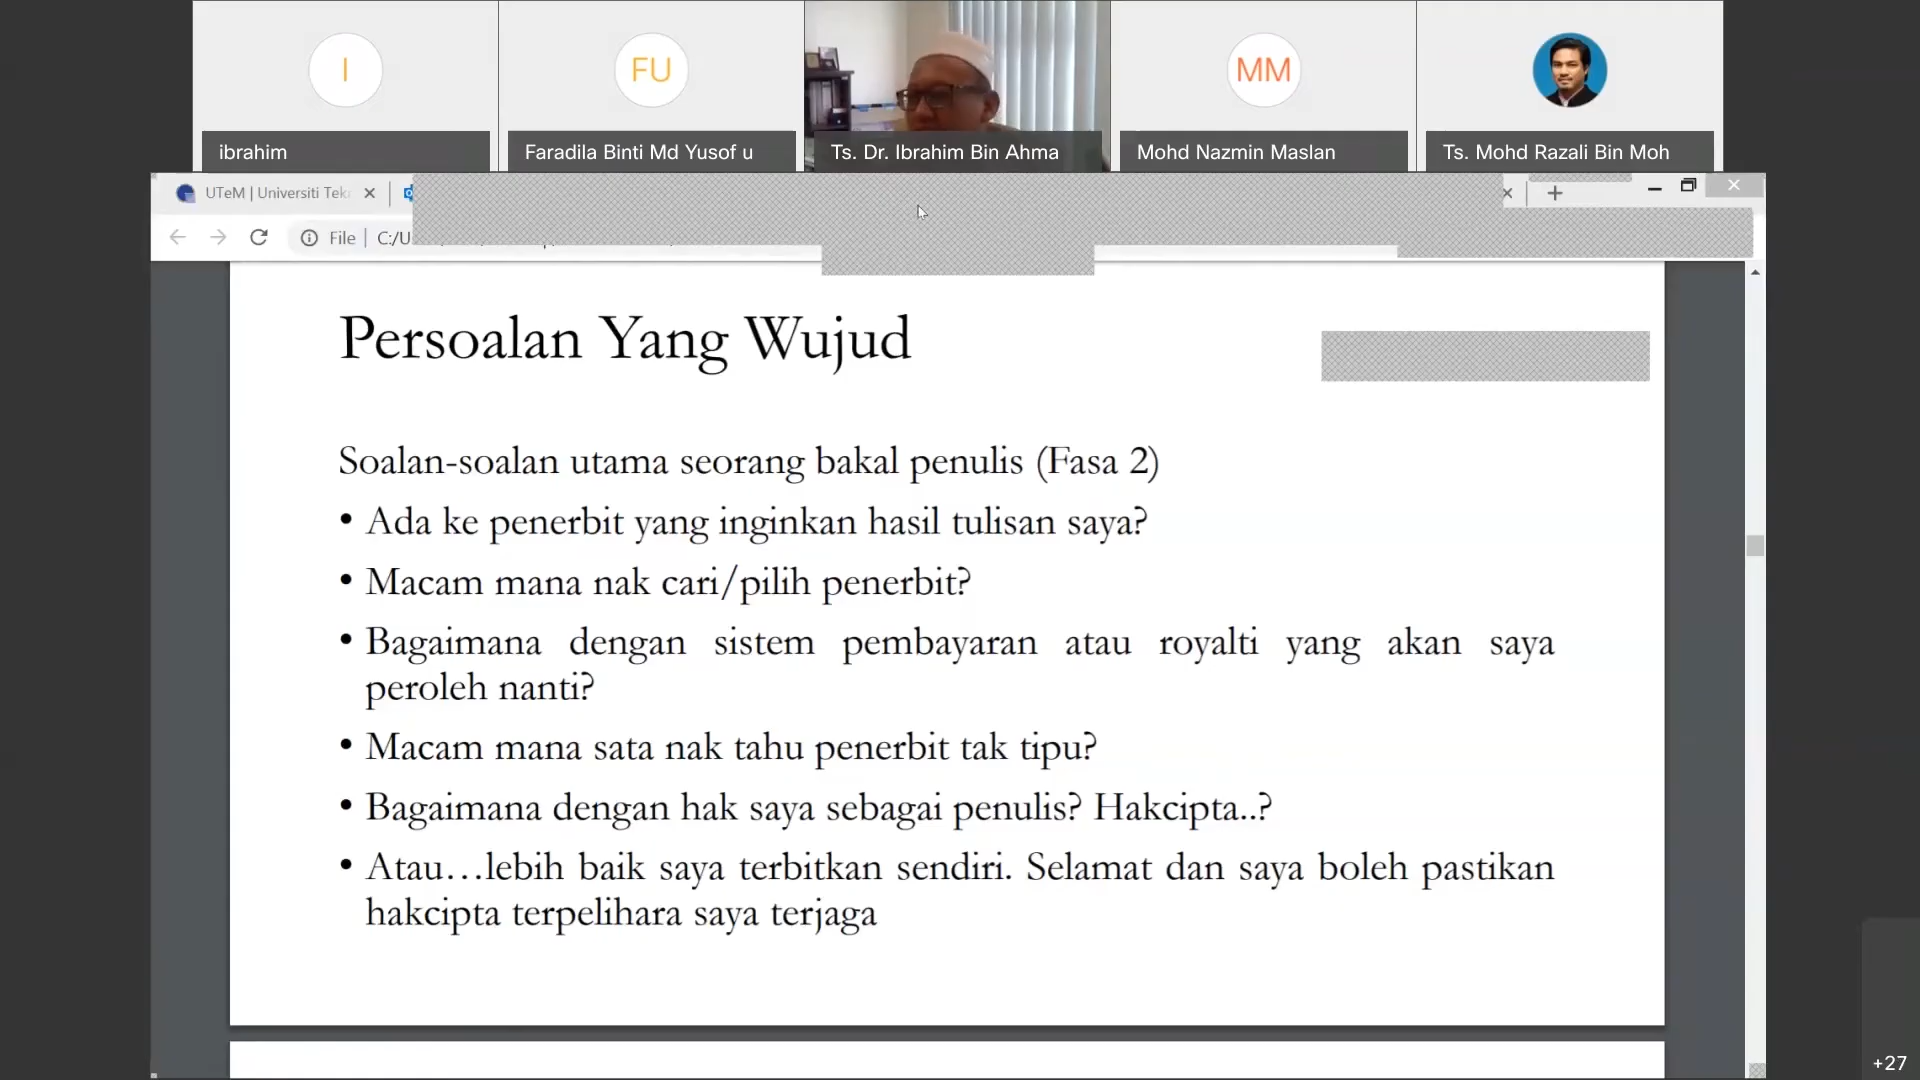 I
FU
MM
ibrahim
Faradila Binti Md Yusof u
Ts. Dr. Ibrahim Bin Ahma
Mohd Nazmin Maslan
Ts. Mohd Razali Bin Moh
UTeM | Universiti Tek
File
C:/U
Persoalan Yang Wujud
Soalan-soalan utama seorang bakal penulis (Fasa 2)
• Ada ke penerbit yang inginkan hasil tulisan saya?
• Macam mana nak cari/pilih penerbit?
• Bagaimana dengan sistem pembayaran atau royalti yang akan saya
peroleh nanti?
• Macam mana sata nak tahu penerbit tak tipu?
• Bagaimana dengan hak saya sebagai penulis? Hakcipta..?
• Atau…lebih baik saya terbitkan sendiri. Selamat dan saya boleh pastikan
hakcipta terpelihara saya terjaga
+27